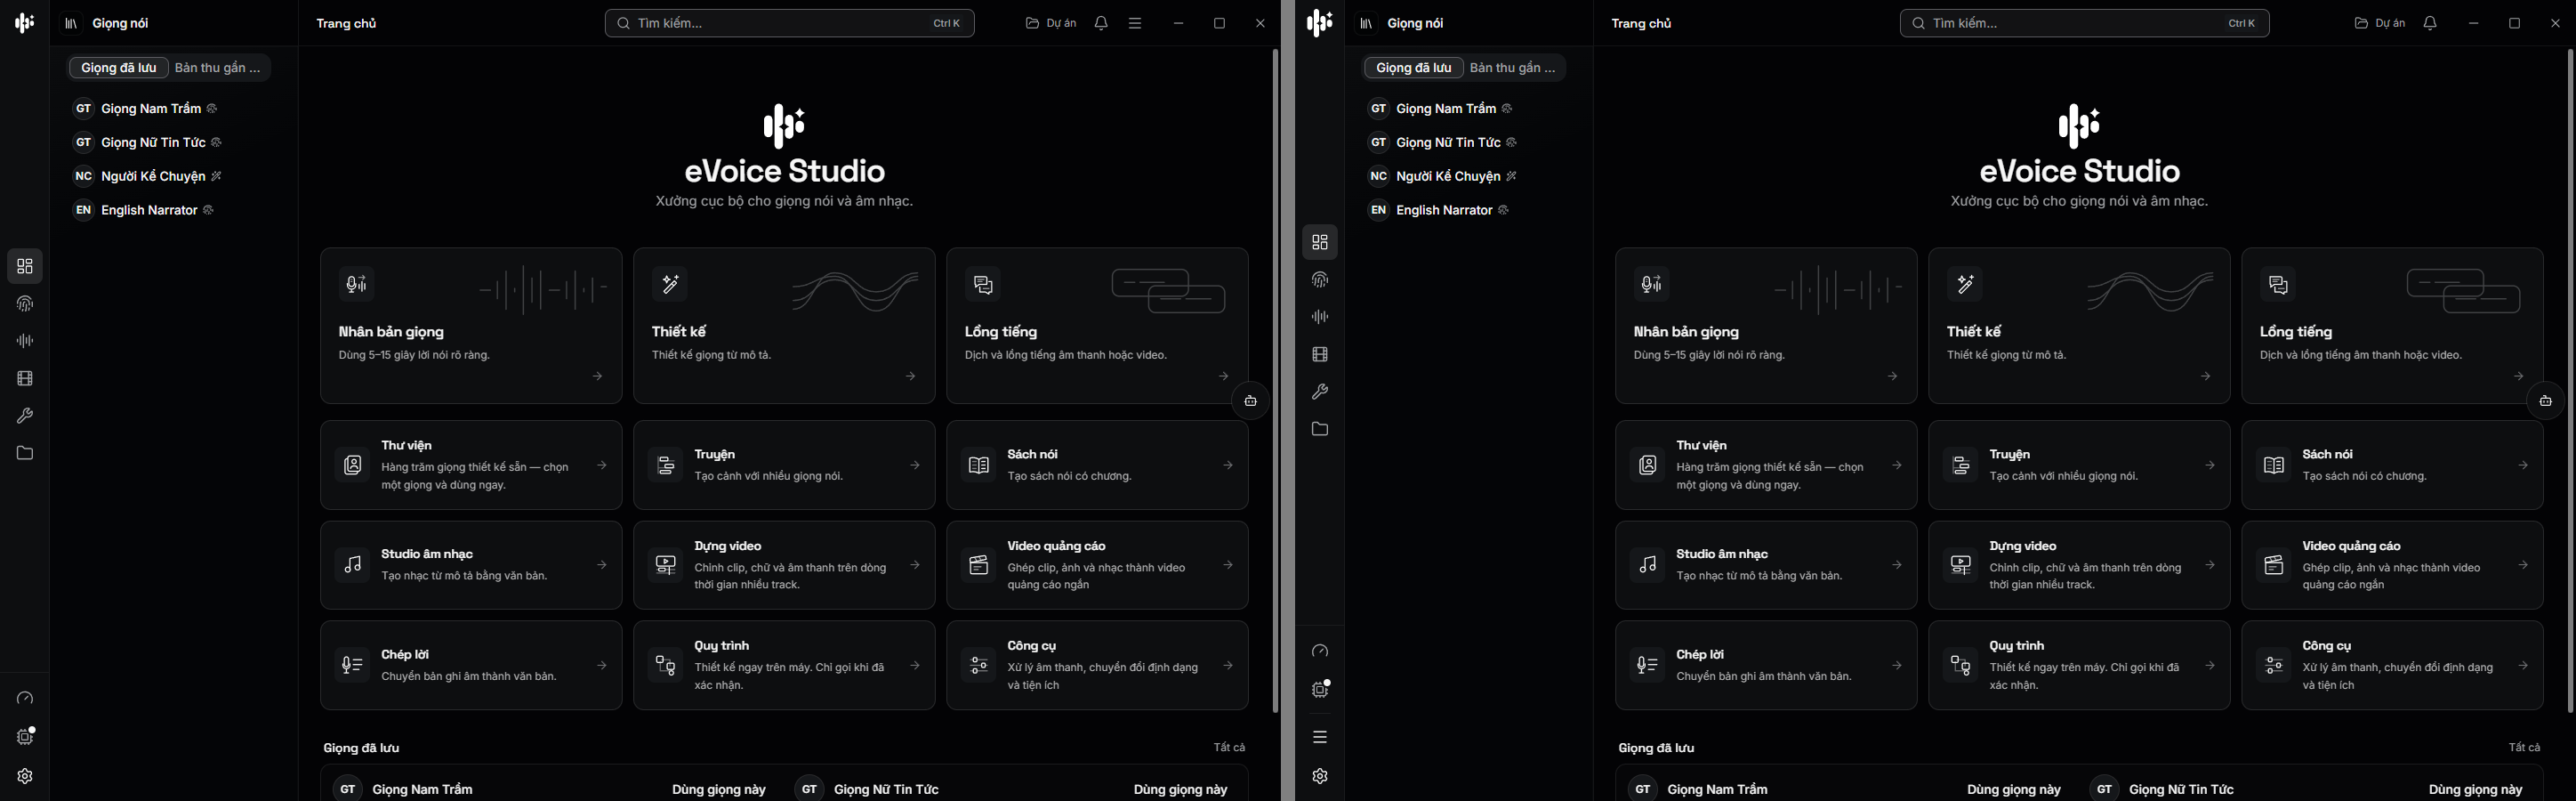 Giọng nói
Trang chủ
Tìm kiếm...
Ctrl K
Dự án
Giọng đã lưu
Bản thu gần ...
GT Giọng Nam Trầm
GT Giọng Nữ Tin Tức
NC Người Kể Chuyện
EN English Narrator
eVoice Studio
Xưởng cục bộ cho giọng nói và âm nhạc.
Nhân bản giọng
Dùng 5–15 giây lời nói rõ ràng.
Thiết kế
Thiết kế giọng từ mô tả.
Lồng tiếng
Dịch và lồng tiếng âm thanh hoặc video.
Thư viện
Hàng trăm giọng thiết kế sẵn — chọn
một giọng và dùng ngay.
Truyện
Tạo cảnh với nhiều giọng nói.
Sách nói
Tạo sách nói có chương.
Studio âm nhạc
Tạo nhạc từ mô tả bằng văn bản.
Dựng video
Chỉnh clip, chữ và âm thanh trên dòng
thời gian nhiều track.
Video quảng cáo
Ghép clip, ảnh và nhạc thành video
quảng cáo ngắn
Chép lời
Chuyển bản ghi âm thành văn bản.
Quy trình
Thiết kế ngay trên máy. Chỉ gọi khi đã
xác nhận.
Công cụ
Xử lý âm thanh, chuyển đổi định dạng
và tiện ích
Giọng đã lưu
Tất cả
GT Giọng Nam Trầm
Dùng giọng này
GT Giọng Nữ Tin Tức
Dùng giọng này
Giọng nói
Trang chủ
Tìm kiếm...
Ctrl K
Dự án
Giọng đã lưu
Bản thu gần ...
GT Giọng Nam Trầm
GT Giọng Nữ Tin Tức
NC Người Kể Chuyện
EN English Narrator
eVoice Studio
Xưởng cục bộ cho giọng nói và âm nhạc.
Nhân bản giọng
Dùng 5–15 giây lời nói rõ ràng.
Thiết kế
Thiết kế giọng từ mô tả.
Lồng tiếng
Dịch và lồng tiếng âm thanh hoặc video.
Thư viện
Hàng trăm giọng thiết kế sẵn — chọn
một giọng và dùng ngay.
Truyện
Tạo cảnh với nhiều giọng nói.
Sách nói
Tạo sách nói có chương.
Studio âm nhạc
Tạo nhạc từ mô tả bằng văn bản.
Dựng video
Chỉnh clip, chữ và âm thanh trên dòng
thời gian nhiều track.
Video quảng cáo
Ghép clip, ảnh và nhạc thành video
quảng cáo ngắn
Chép lời
Chuyển bản ghi âm thành văn bản.
Quy trình
Thiết kế ngay trên máy. Chỉ gọi khi đã
xác nhận.
Công cụ
Xử lý âm thanh, chuyển đổi định dạng
và tiện ích
Giọng đã lưu
Tất cả
GT Giọng Nam Trầm
Dùng giọng này
GT Giọng Nữ Tin Tức
Dùng giọng này